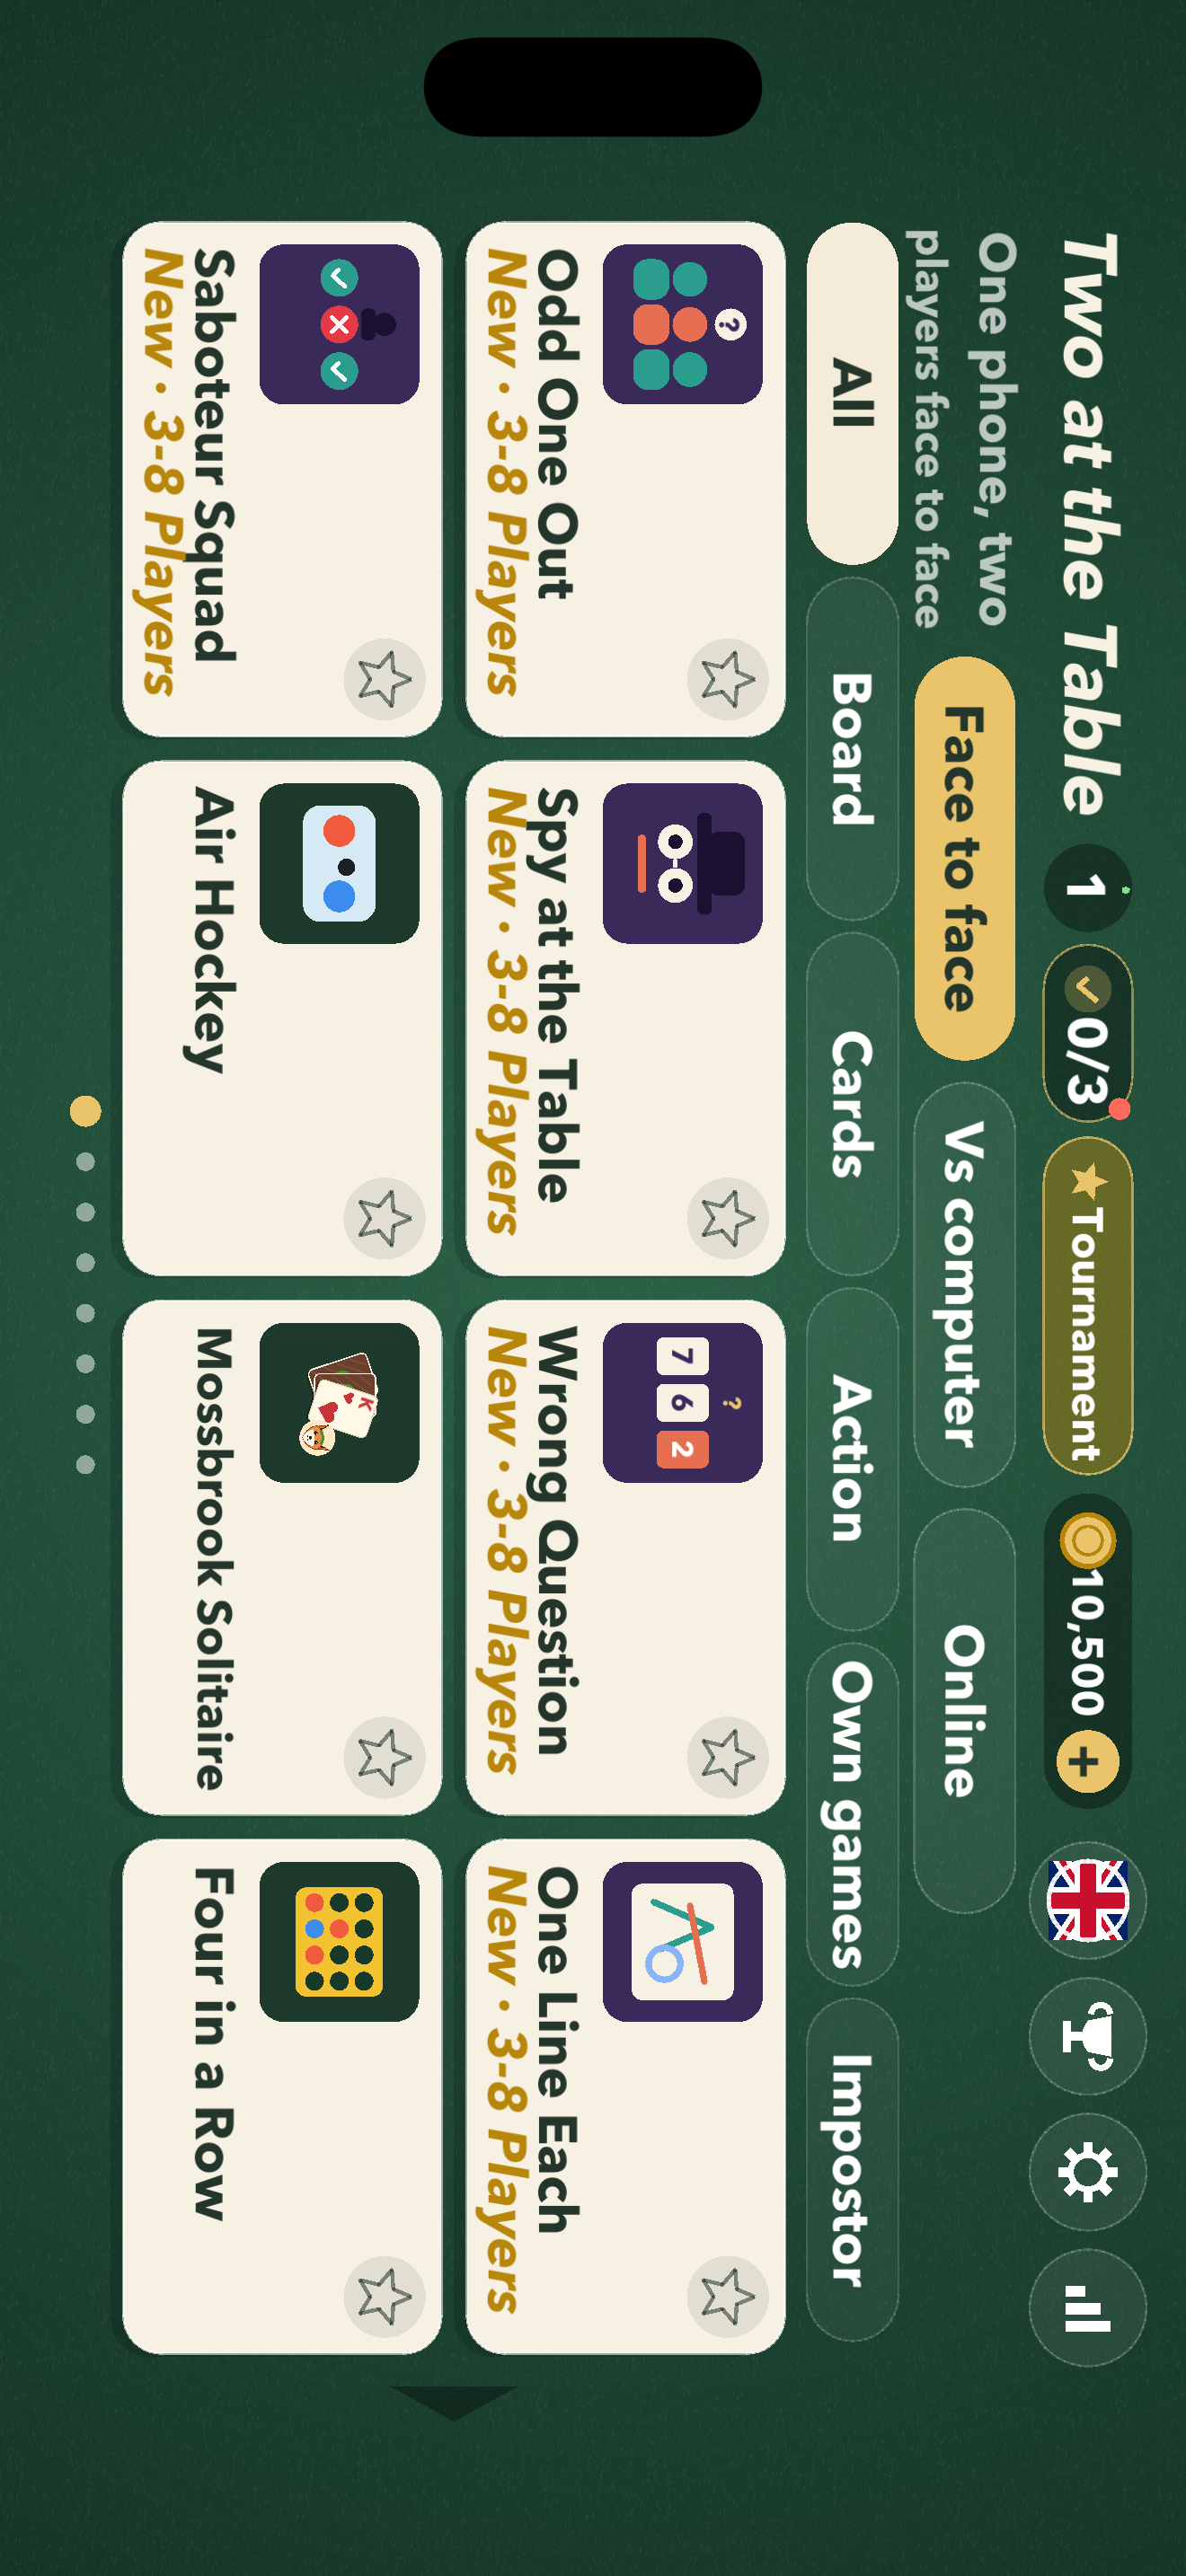 Two at the Table
1
0/3
Tournament
10,500
+
One phone, two
players face to face
Face to face
Vs computer
Online
All
Board
Cards
Action
Own games
Impostor
?
Odd One Out
New · 3-8 Players
Spy at the Table
New · 3-8 Players
?
7 6 2
Wrong Question
New · 3-8 Players
One Line Each
New · 3-8 Players
Saboteur Squad
New · 3-8 Players
Air Hockey
K
Mossbrook Solitaire
Four in a Row